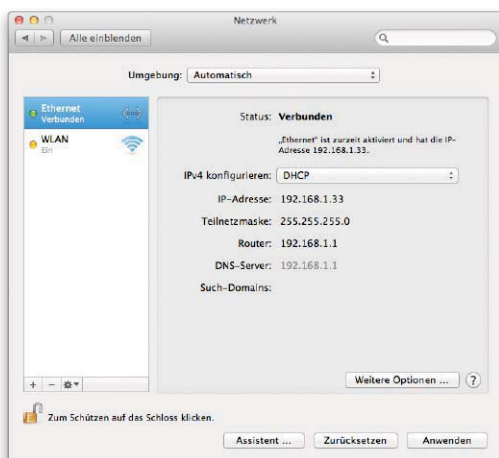 Netzwerk
Alle einblenden
Umgebung: Automatisch
Ethernet
Verbunden
WLAN
Ein
Status: Verbunden
„Ethernet“ ist zurzeit aktiviert und hat die IP-
Adresse 192.168.1.33.
IPv4 konfigurieren: DHCP
IP-Adresse: 192.168.1.33
Teilnetzmaske: 255.255.255.0
Router: 192.168.1.1
DNS-Server: 192.168.1.1
Such-Domains:
Weitere Optionen ... ?
+ −
Zum Schützen auf das Schloss klicken.
Assistent ... Zurücksetzen Anwenden